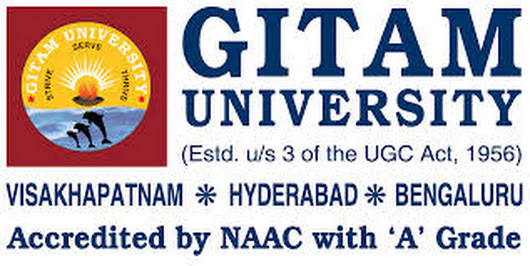 GITAM UNIVERSITY
STRIVE SERVE THRIVE
GITAM
UNIVERSITY
(Estd. u/s 3 of the UGC Act, 1956)
VISAKHAPATNAM ❋ HYDERABAD ❋ BENGALURU
Accredited by NAAC with ‘A’ Grade